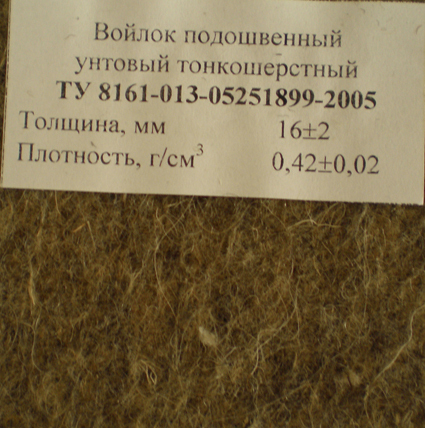 Войлок подошвенный
унтовый тонкошерстный
ТУ 8161-013-05251899-2005
Толщина, мм 16±2
Плотность, г/см³ 0,42±0,02